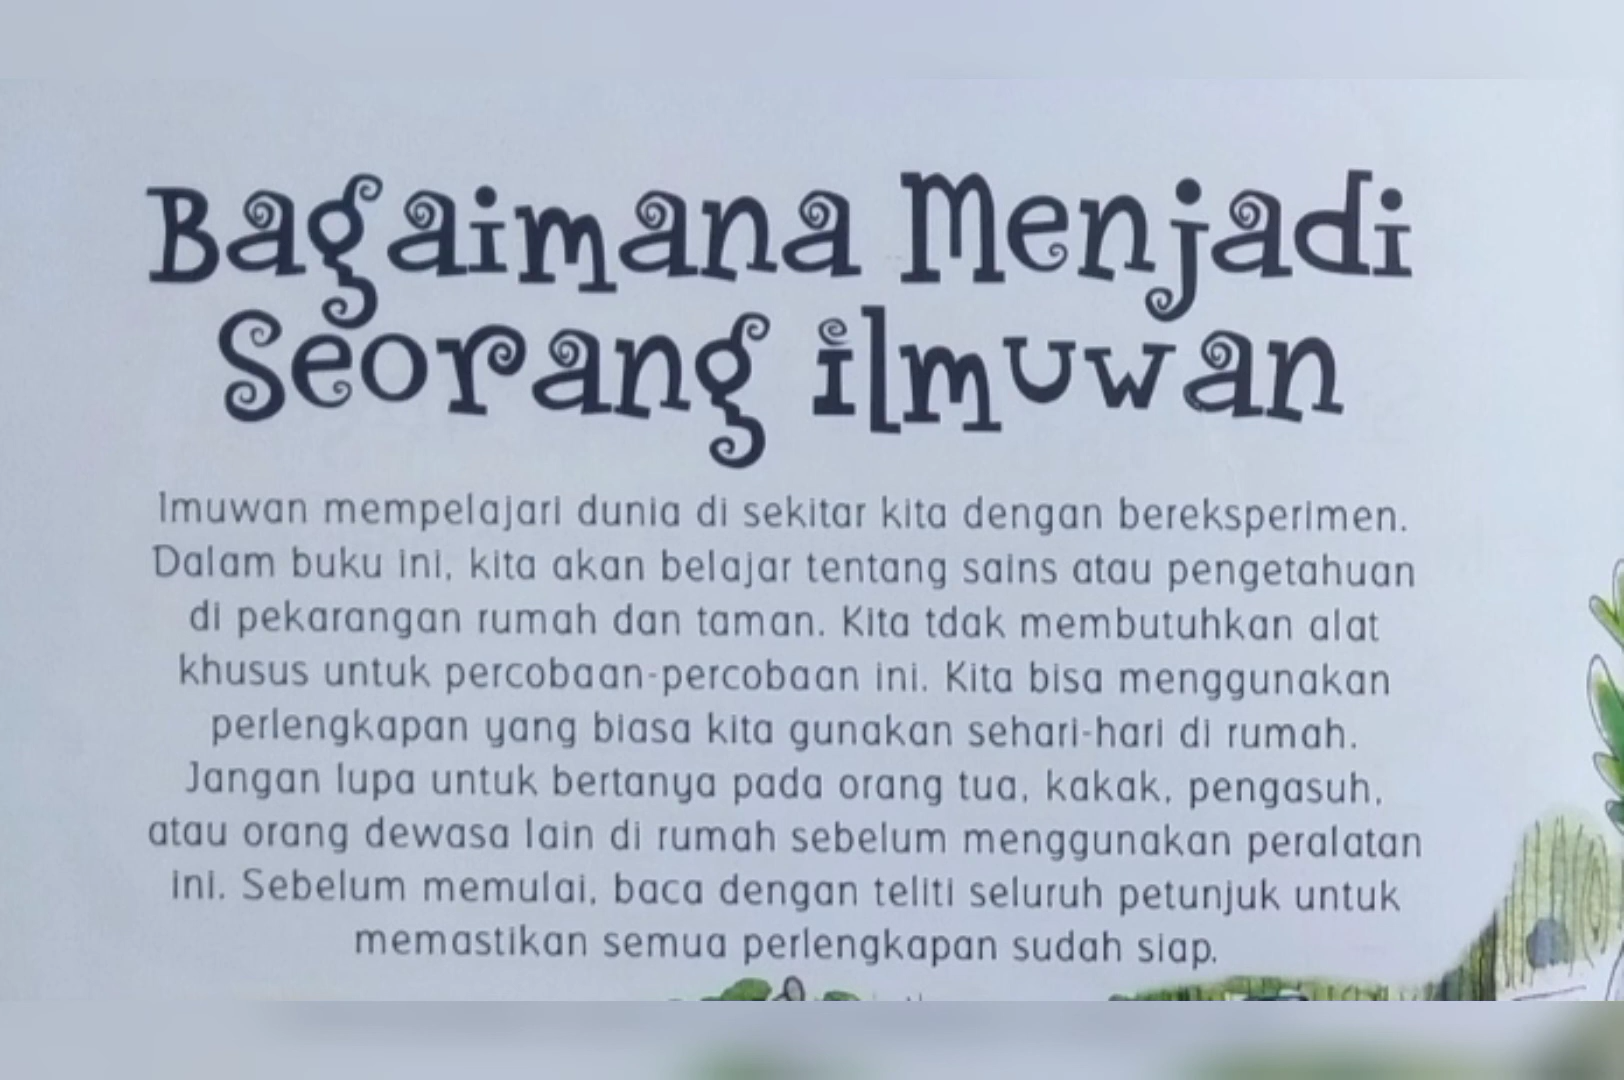 Bagaimana Menjadi
Seorang ilmuwan
Imuwan mempelajari dunia di sekitar kita dengan bereksperimen.
Dalam buku ini, kita akan belajar tentang sains atau pengetahuan
di pekarangan rumah dan taman. Kita tdak membutuhkan alat
khusus untuk percobaan-percobaan ini. Kita bisa menggunakan
perlengkapan yang biasa kita gunakan sehari-hari di rumah.
Jangan lupa untuk bertanya pada orang tua, kakak, pengasuh,
atau orang dewasa lain di rumah sebelum menggunakan peralatan
ini. Sebelum memulai, baca dengan teliti seluruh petunjuk untuk
memastikan semua perlengkapan sudah siap.